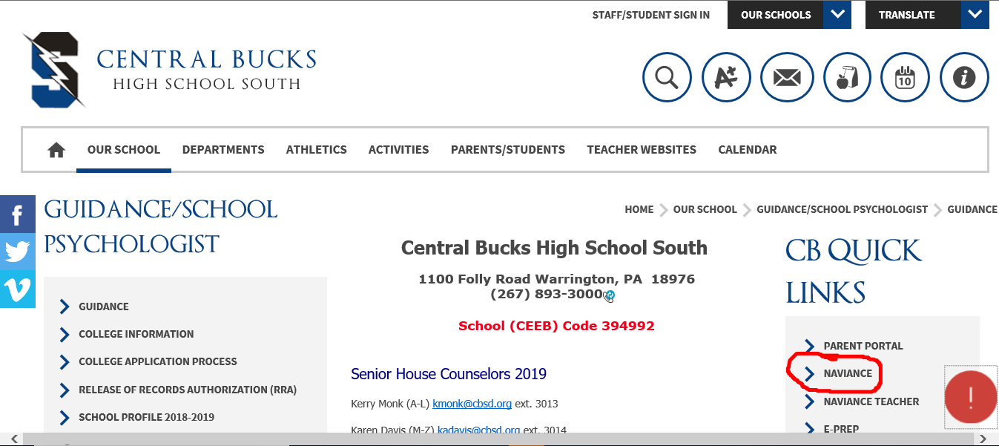 STAFF/STUDENT SIGN IN
OUR SCHOOLS
TRANSLATE
S
CENTRAL BUCKS
HIGH SCHOOL SOUTH
A+
10
i
OUR SCHOOL
DEPARTMENTS
ATHLETICS
ACTIVITIES
PARENTS/STUDENTS
TEACHER WEBSITES
CALENDAR
f
GUIDANCE/SCHOOL
PSYCHOLOGIST
GUIDANCE
COLLEGE INFORMATION
COLLEGE APPLICATION PROCESS
RELEASE OF RECORDS AUTHORIZATION (RRA)
SCHOOL PROFILE 2018-2019
HOME > OUR SCHOOL > GUIDANCE/SCHOOL PSYCHOLOGIST > GUIDANCE
Central Bucks High School South
1100 Folly Road Warrington, PA 18976
(267) 893-3000
School (CEEB) Code 394992
Senior House Counselors 2019
Kerry Monk (A-L) kmonk@cbsd.org ext. 3013
Karen Davis (M-Z) kadavis@cbsd.org ext. 3014
CB QUICK
LINKS
PARENT PORTAL
NAVIANCE
NAVIANCE TEACHER
E-PREP
!